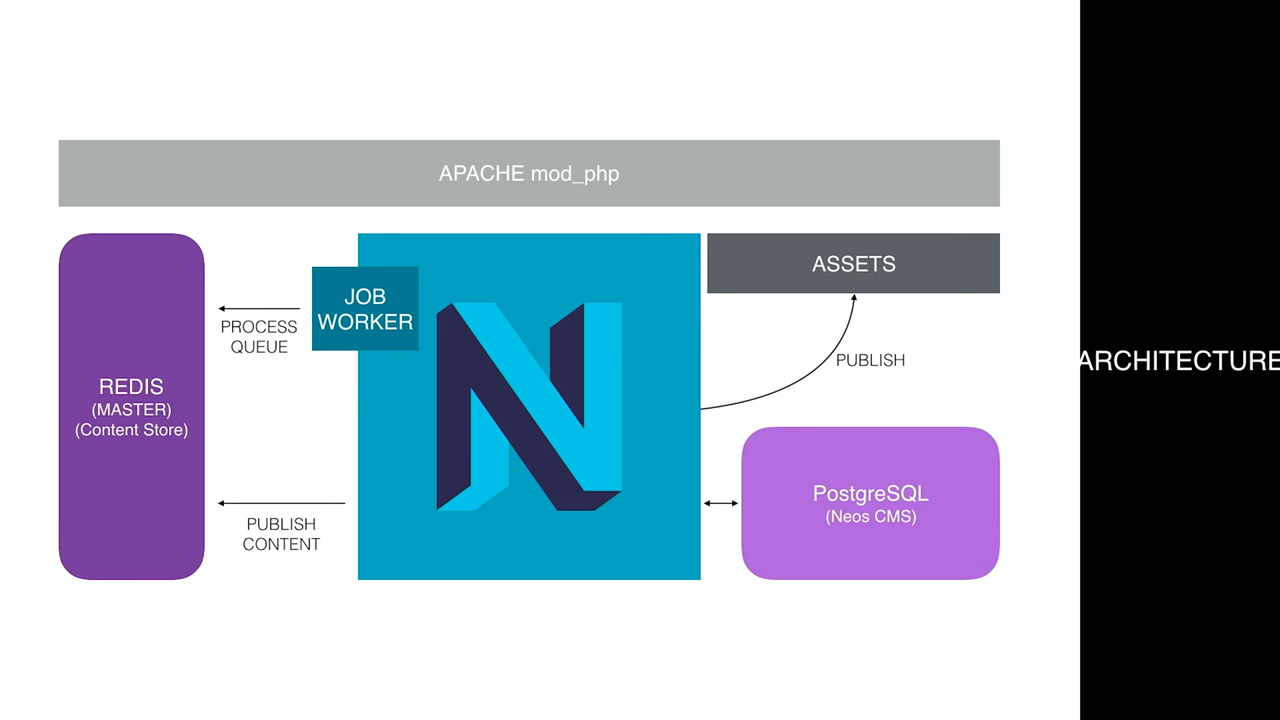 APACHE mod_php
JOB
WORKER
ASSETS
PROCESS
QUEUE
PUBLISH
ARCHITECTURE
REDIS
(MASTER)
(Content Store)
PostgreSQL
(Neos CMS)
PUBLISH
CONTENT